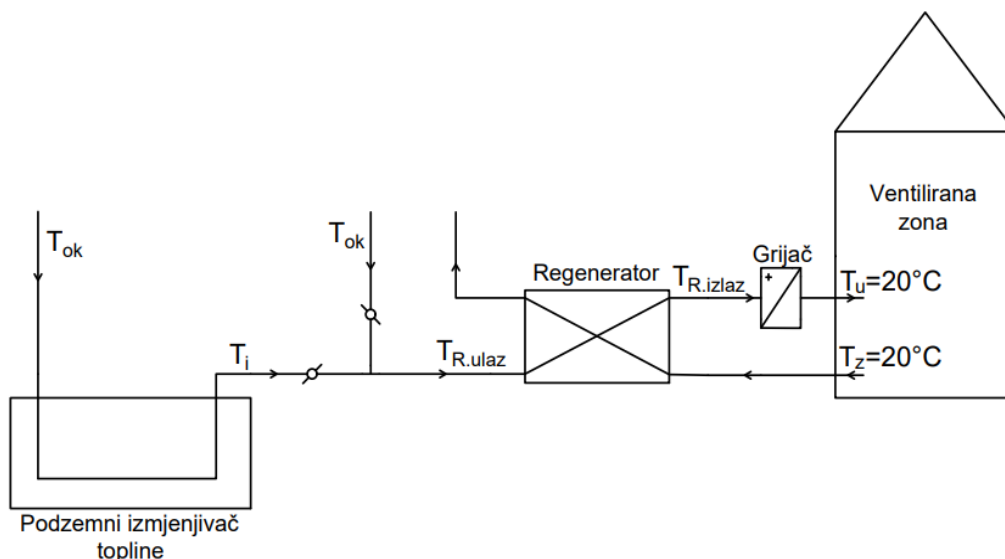 Ventilirana
zona
T_ok
T_ok
Grijač
Regenerator
T_R.izlaz
+
T_u=20°C
T_i
T_R.ulaz
T_z=20°C
Podzemni izmjenjivač
topline